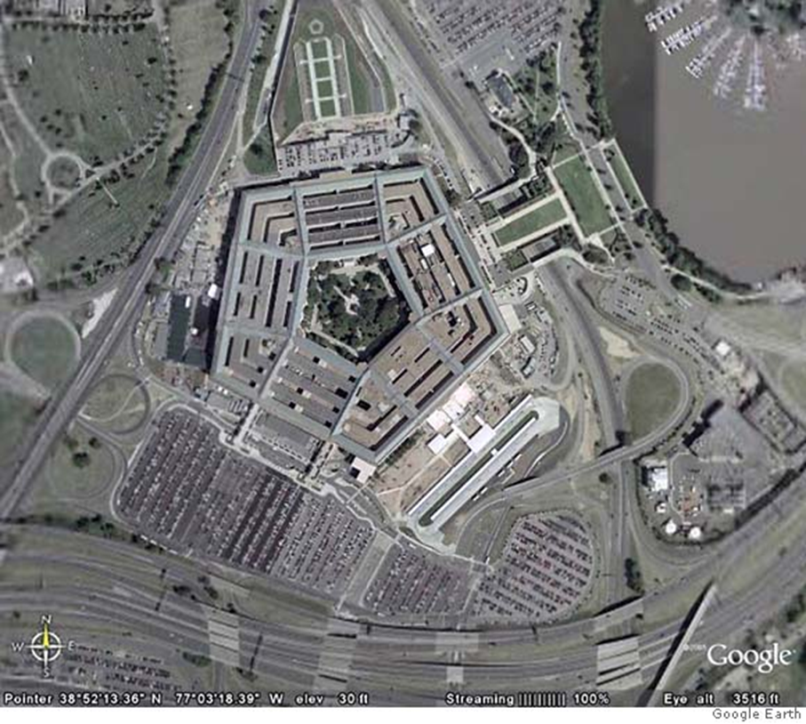 N
W E
S
Google
Pointer 38°52'13.36" N 77°03'18.39" W elev 30 ft Streaming |||||||||| 100% Eye alt 3516 ft
Google Earth